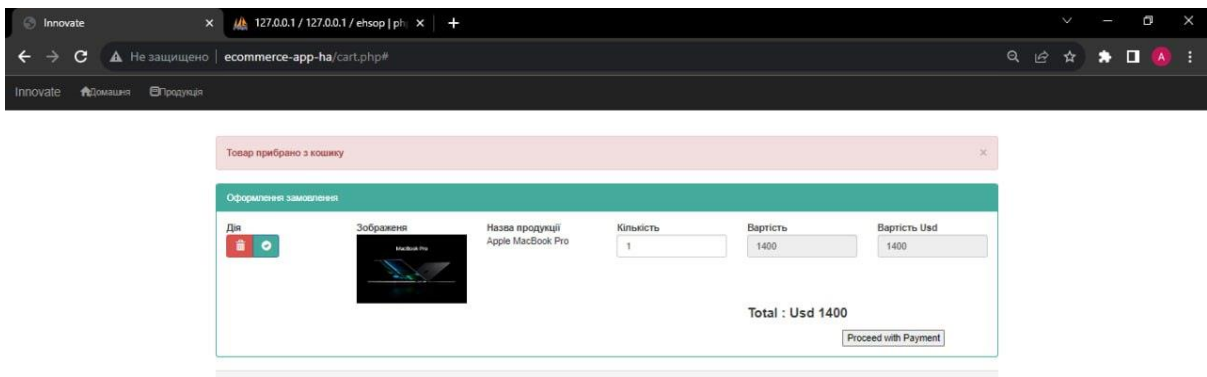 Innovate
127.0.0.1 / 127.0.0.1 / ehsop | ph
Не защищено | ecommerce-app-ha/cart.php#
A
Innovate Домашня Продукція
Товар прибрано з кошику
Оформлення замовлення
Дія Зображеня Назва продукції Кількість Вартість Вартість Usd
MacBook Pro
Apple MacBook Pro 1 1400 1400
Total : Usd 1400
Proceed with Payment